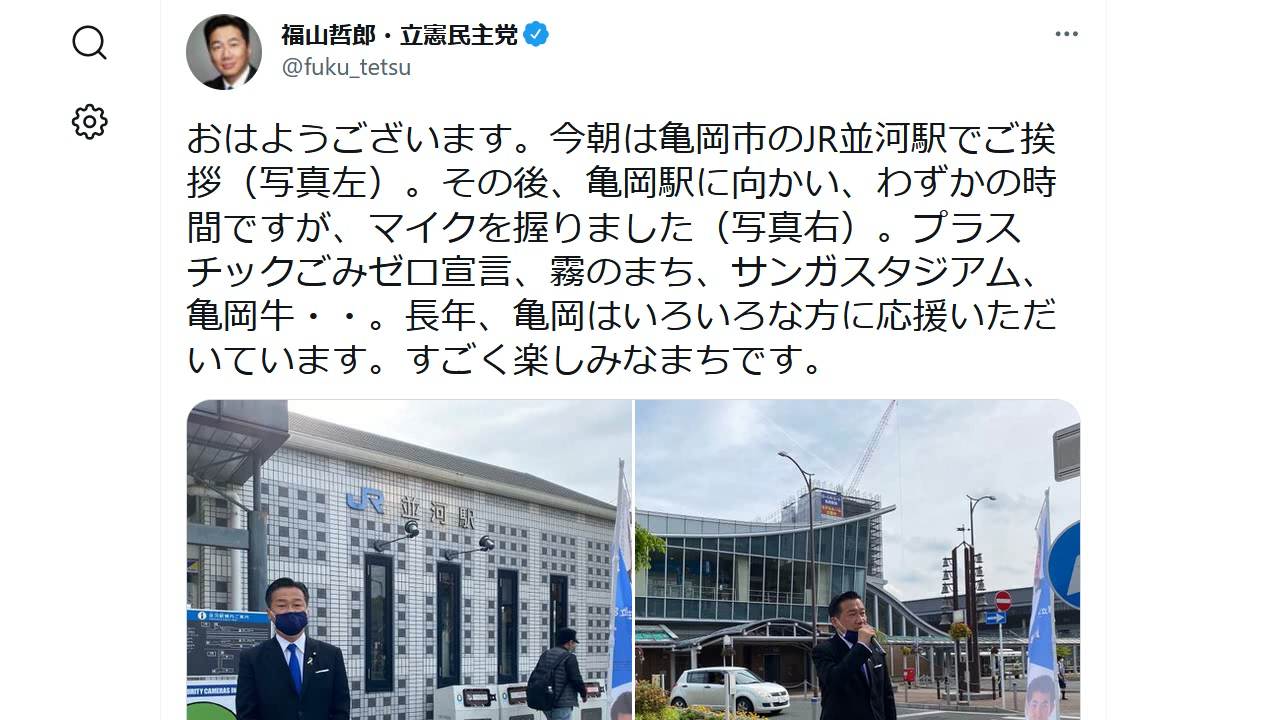 福山哲郎・立憲民主党
@fuku_tetsu
おはようございます。今朝は亀岡市のJR並河駅でご挨
拶（写真左）。その後、亀岡駅に向かい、わずかの時
間ですが、マイクを握りました（写真右）。プラス
チックごみゼロ宣言、霧のまち、サンガスタジアム、
亀岡牛・・。長年、亀岡はいろいろな方に応援いただ
いています。すごく楽しみなまちです。
JR 並河駅